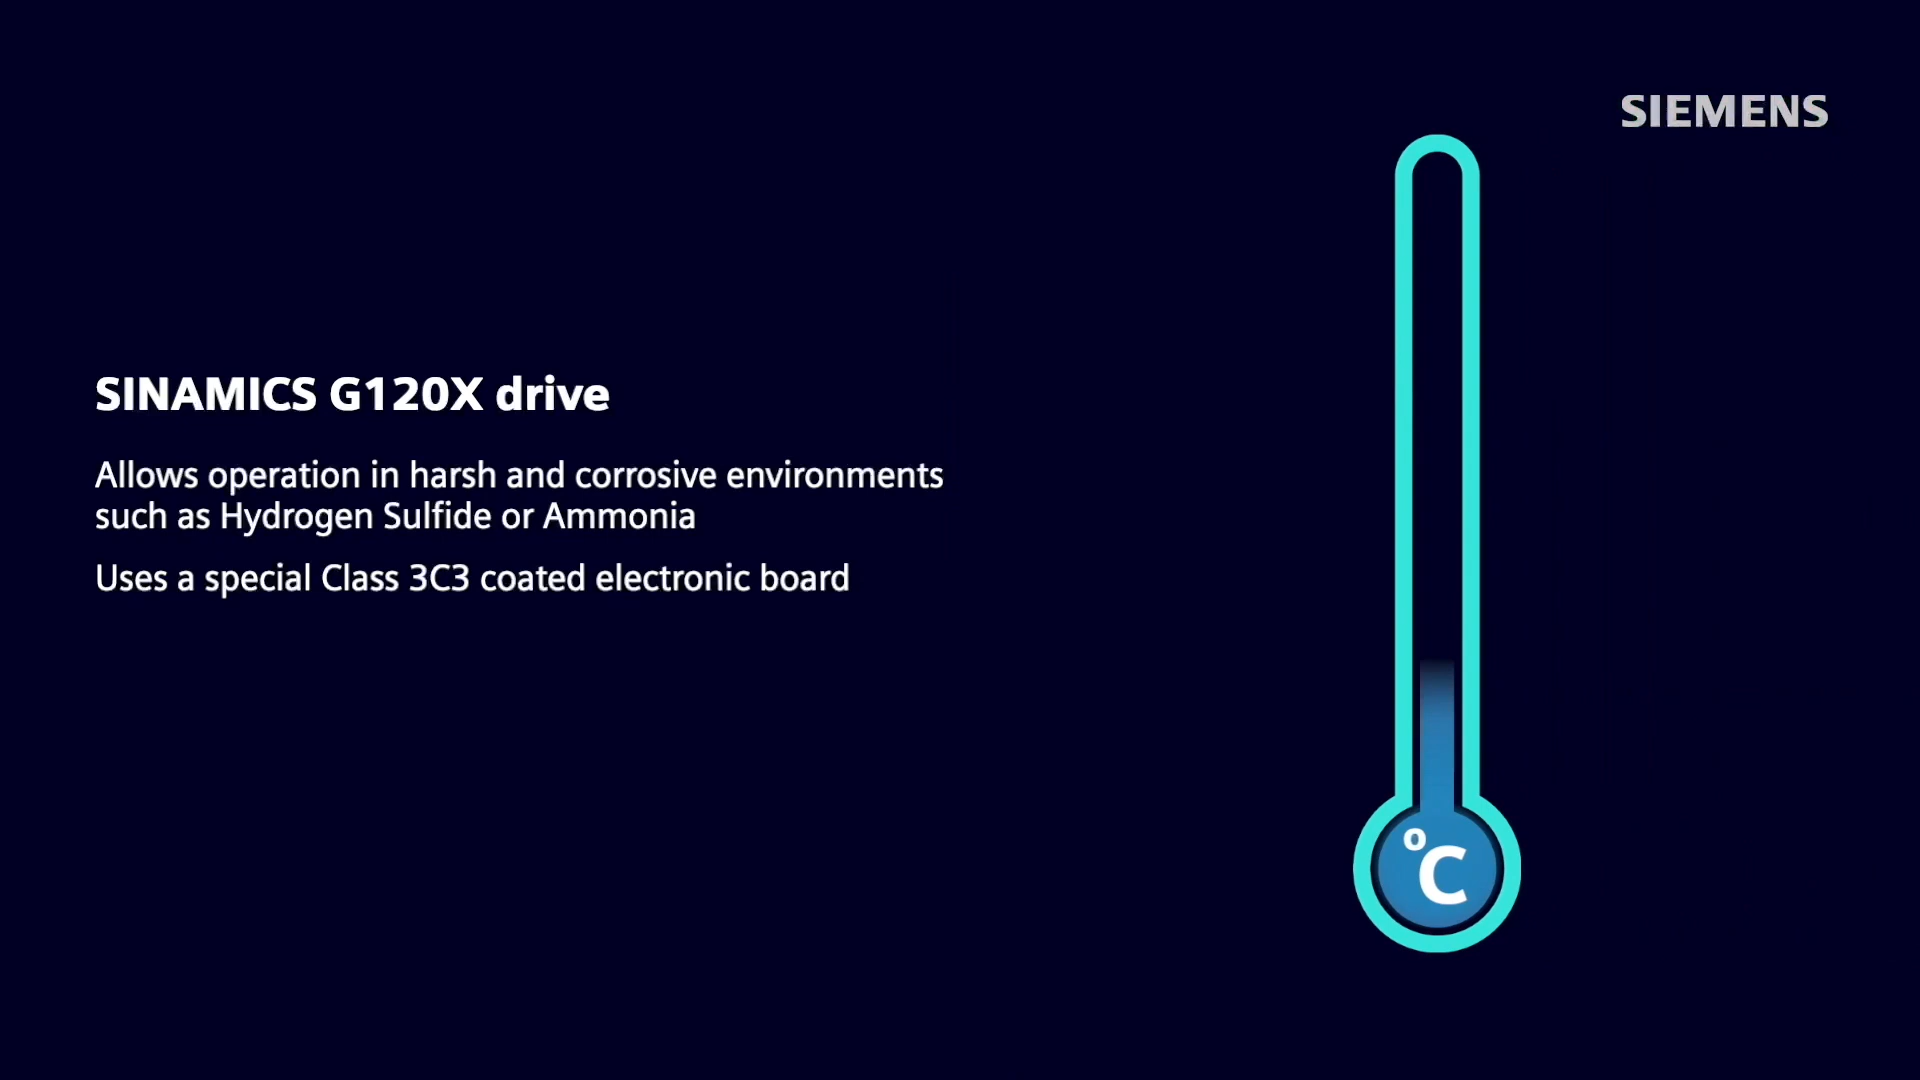 SIEMENS
SINAMICS G120X drive
Allows operation in harsh and corrosive environments
such as Hydrogen Sulfide or Ammonia
Uses a special Class 3C3 coated electronic board
°C